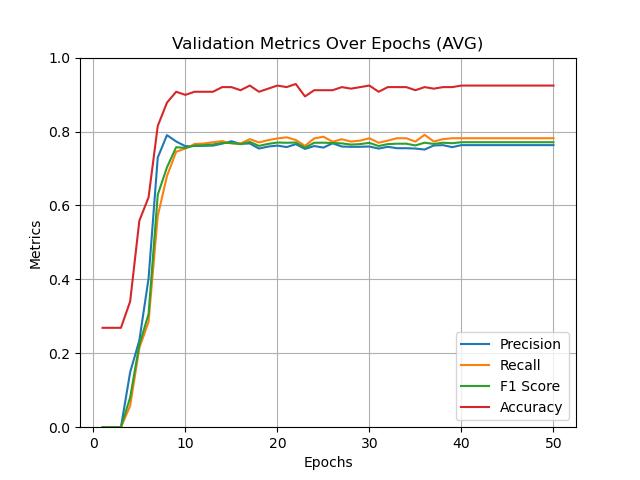 Validation Metrics Over Epochs (AVG)
1.0
0.8
0.6
0.4
0.2
0.0
Metrics
0
10
20
30
40
50
Epochs
Precision
Recall
F1 Score
Accuracy